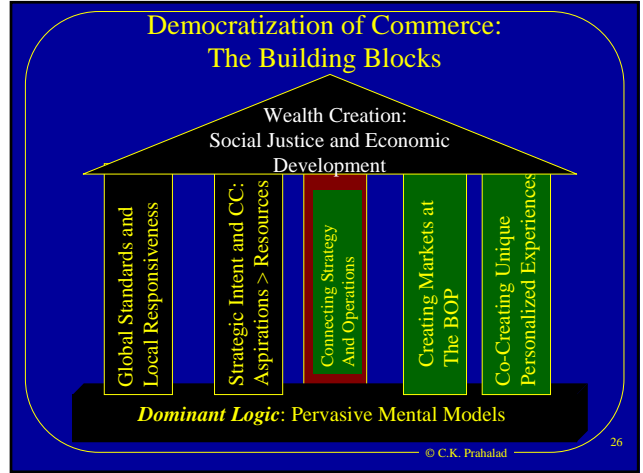 Democratization of Commerce:
The Building Blocks
Wealth Creation:
Social Justice and Economic
Development
Global Standards and
Local Responsiveness
Strategic Intent and CC:
Aspirations > Resources
Connecting Strategy
And Operations
Creating Markets at
The BOP
Co-Creating Unique
Personalized Experiences
Dominant Logic: Pervasive Mental Models
26
© C.K. Prahalad